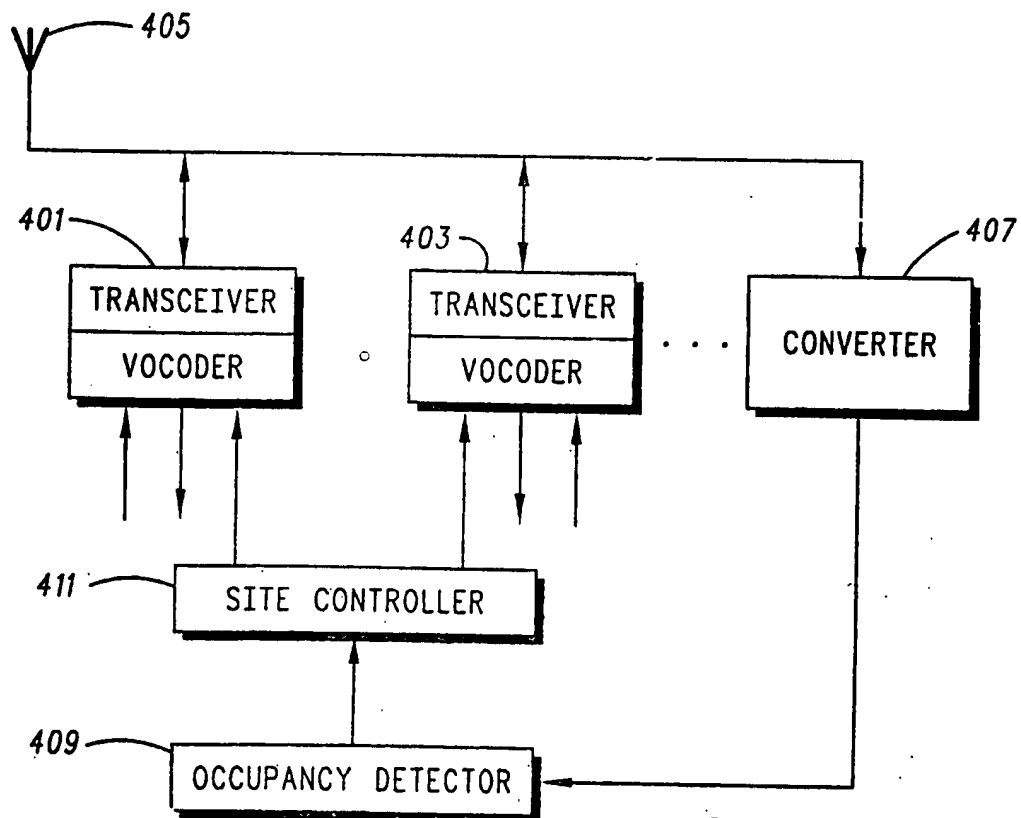 405
401
403
407
TRANSCEIVER
VOCODER
TRANSCEIVER
VOCODER
. . .
CONVERTER
411
SITE CONTROLLER
409
OCCUPANCY DETECTOR